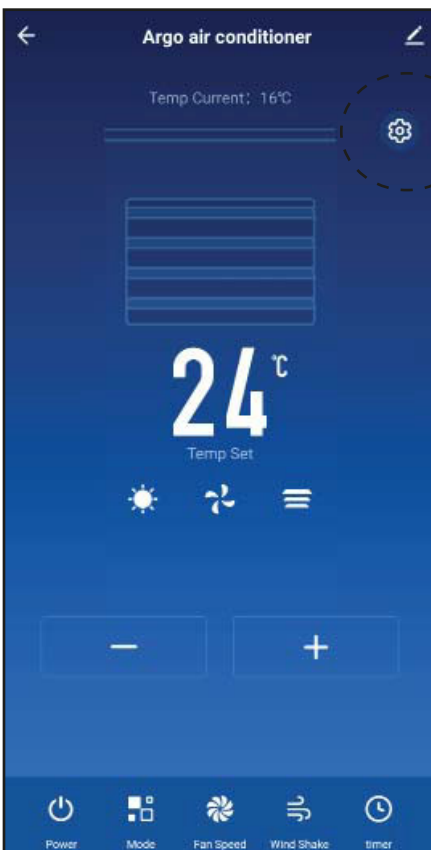 Argo air conditioner
Temp Current: 16°C
24 °C
Temp Set
Power Mode Fan Speed Wind Shake timer